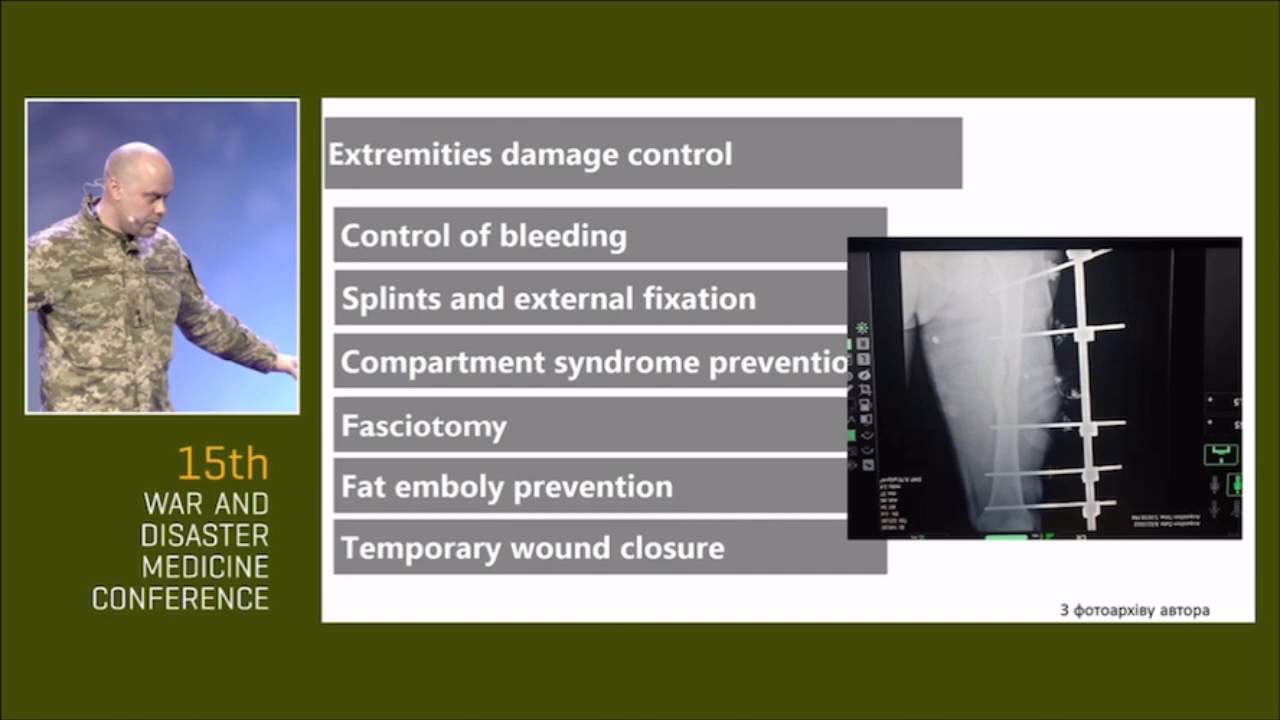 Extremities damage control
Control of bleeding
Splints and external fixation
Compartment syndrome preventio
Fasciotomy
Fat emboly prevention
Temporary wound closure
З фотоархіву автора
15th
WAR AND
DISASTER
MEDICINE
CONFERENCE